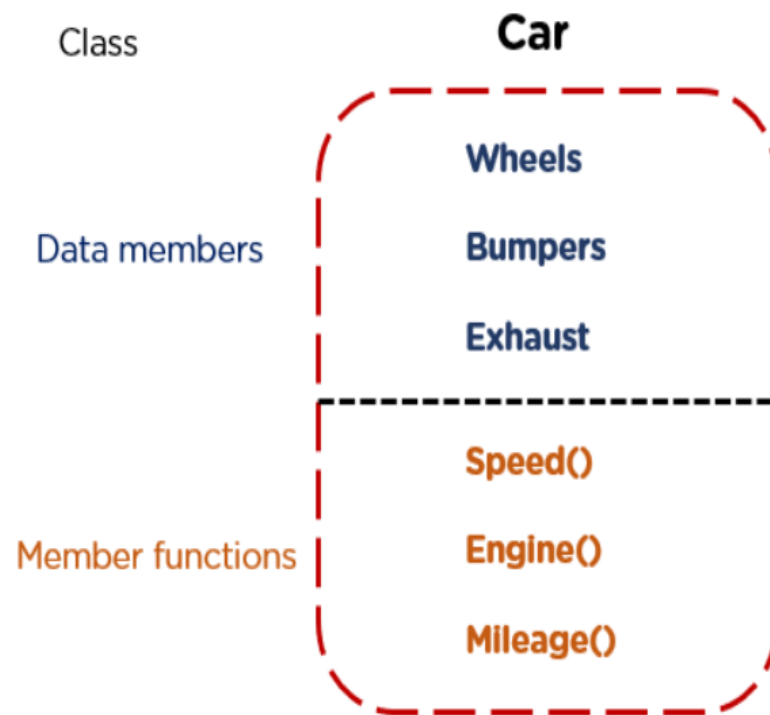 Class
Car
Wheels
Data members
Bumpers
Exhaust
Speed()
Member functions
Engine()
Mileage()